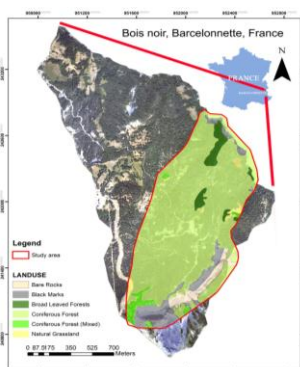 Bois noir, Barcelonnette, France
N
FRANCE
Legend
Study area
LANDUSE
Bare Rocks
Black Marks
Broad Leaved Forests
Coniferous Forest
Coniferous Forest (Mixed)
Natural Grassland
0 87.5175 350 525 700
Meters